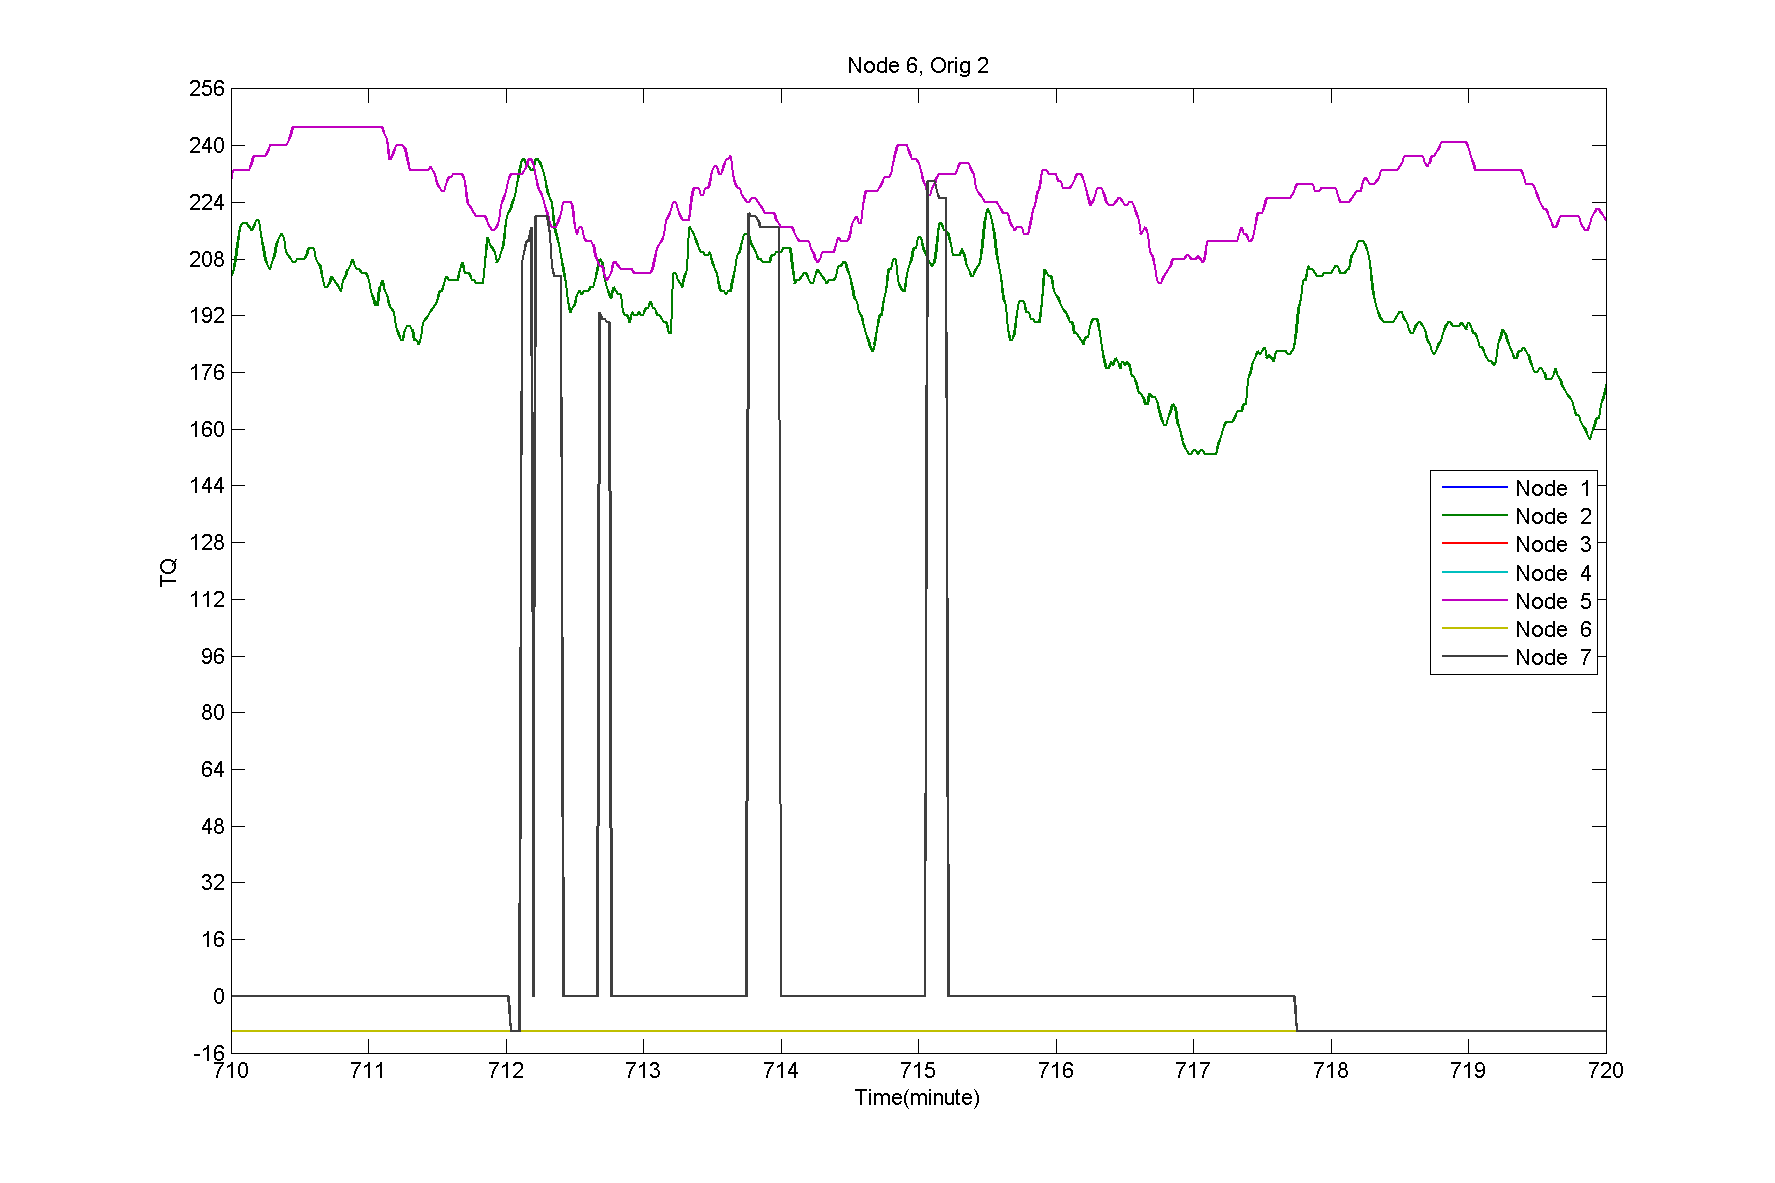 Node 6, Orig 2
256
240
224
208
192
176
160
144
128
112
96
80
64
48
32
16
0
-16
TQ
Node 1
Node 2
Node 3
Node 4
Node 5
Node 6
Node 7
710 711 712 713 714 715 716 717 718 719 720
Time(minute)